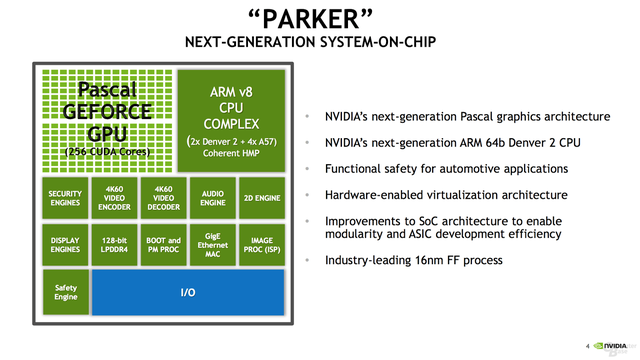 “PARKER”
NEXT-GENERATION SYSTEM-ON-CHIP
Pascal
GEFORCE
GPU
(256 CUDA Cores)
ARM v8
CPU
COMPLEX
(2x Denver 2 + 4x A57)
Coherent HMP
SECURITY
ENGINES
4K60
VIDEO
ENCODER
4K60
VIDEO
DECODER
AUDIO
ENGINE
2D ENGINE
DISPLAY
ENGINES
128-bit
LPDDR4
BOOT and
PM PROC
GigE
Ethernet
MAC
IMAGE
PROC (ISP)
Safety
Engine
I/O
• NVIDIA’s next-generation Pascal graphics architecture
• NVIDIA’s next-generation ARM 64b Denver 2 CPU
• Functional safety for automotive applications
• Hardware-enabled virtualization architecture
• Improvements to SoC architecture to enable
modularity and ASIC development efficiency
• Industry-leading 16nm FF process
4 NVIDIA